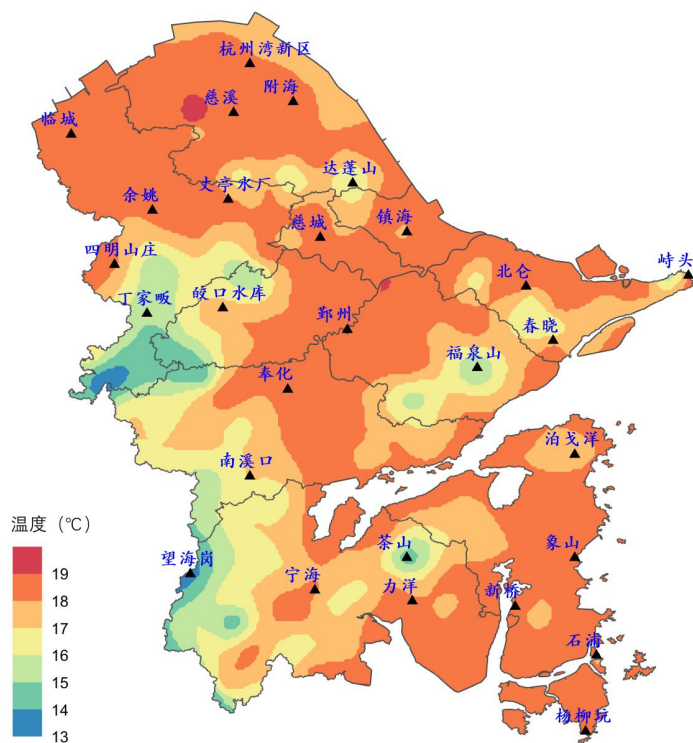 杭州湾新区
附海
慈溪
临城
达蓬山
丈亭水厂
余姚
慈城
镇海
四明山庄
北仑
峙头
丁家畈
皎口水库
鄞州
春晓
福泉山
奉化
泊戈洋
南溪口
温度（℃）
望海岗
茶山
象山
宁海
力洋
新桥
石浦
杨柳坑
19
18
17
16
15
14
13